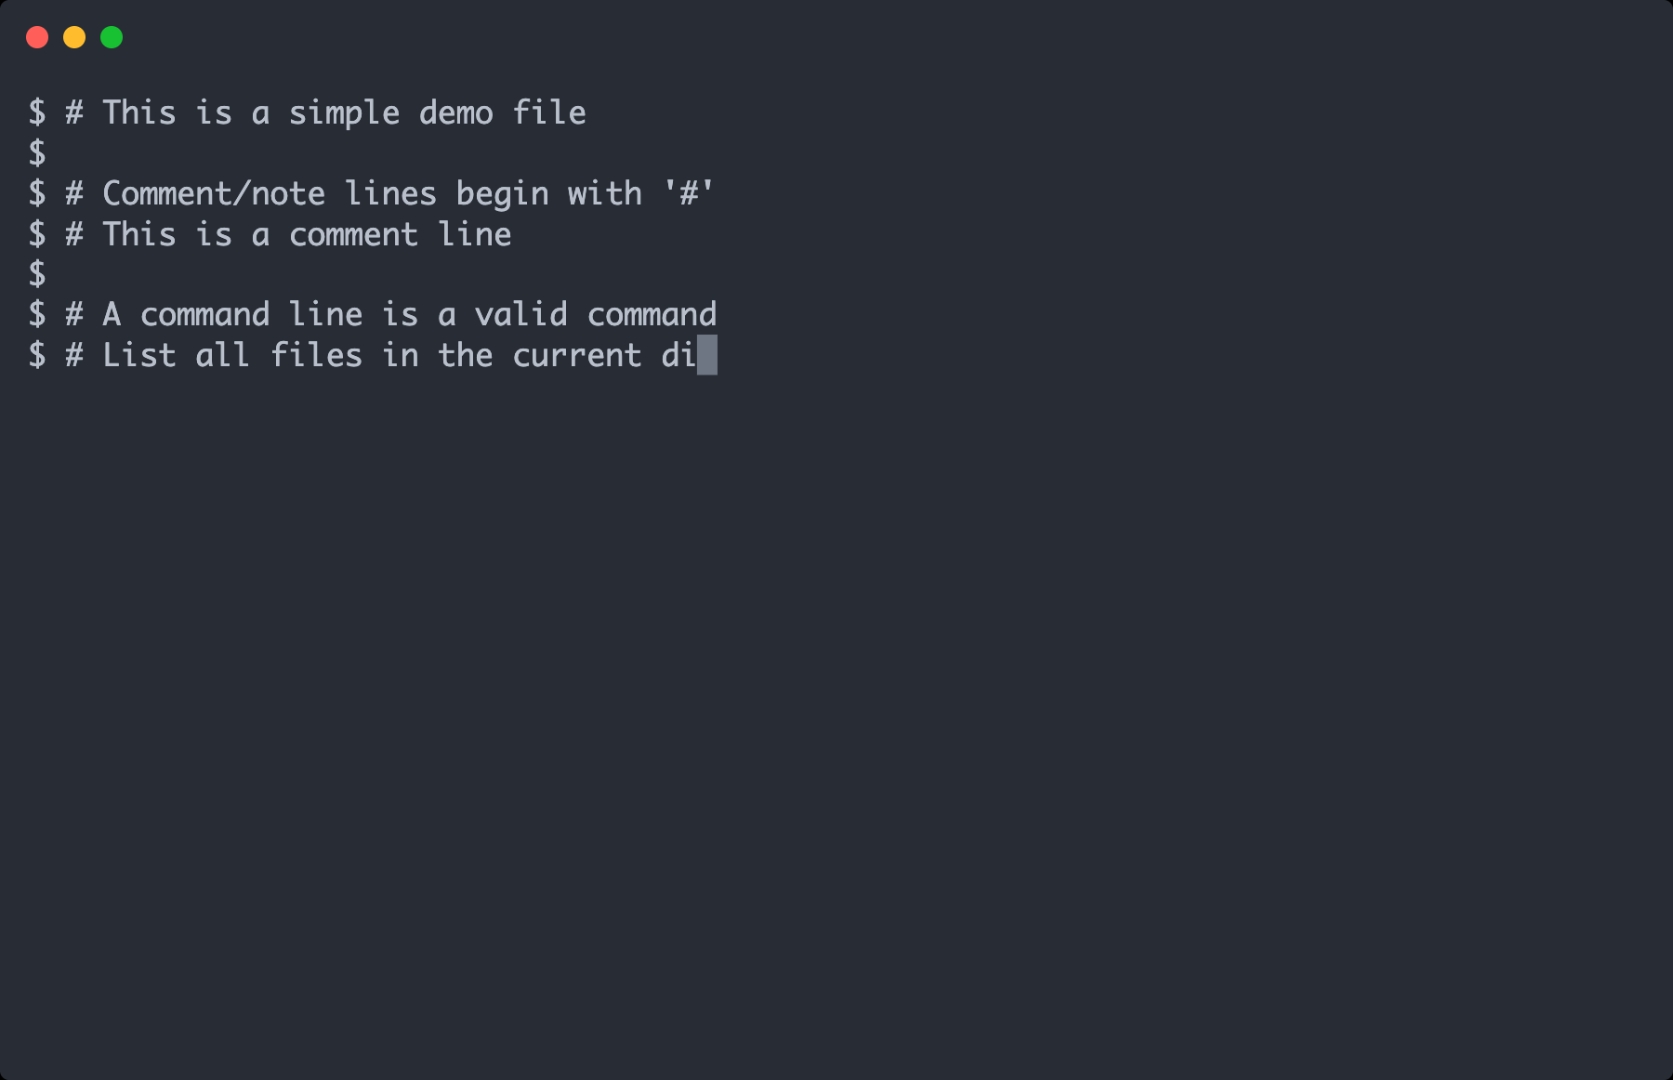 $ # This is a simple demo file
$
$ # Comment/note lines begin with '#'
$ # This is a comment line
$
$ # A command line is a valid command
$ # List all files in the current di